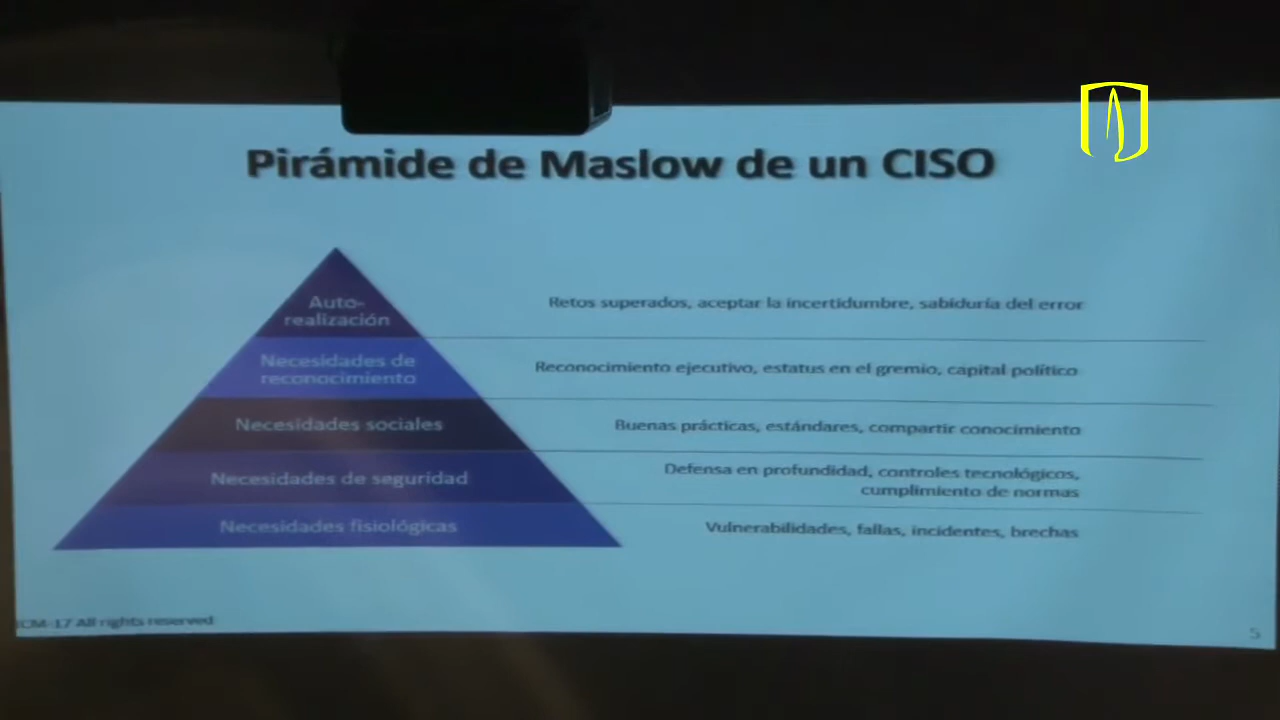 Pirámide de Maslow de un CISO
Auto-
realización
Retos superados, aceptar la incertidumbre, sabiduría del error
Necesidades de
reconocimiento
Reconocimiento ejecutivo, estatus en el gremio, capital político
Necesidades sociales
Buenas prácticas, estándares, compartir conocimiento
Necesidades de seguridad
Defensa en profundidad, controles tecnológicos,
cumplimiento de normas
Necesidades fisiológicas
Vulnerabilidades, fallas, incidentes, brechas
JCM-17 All rights reserved
5